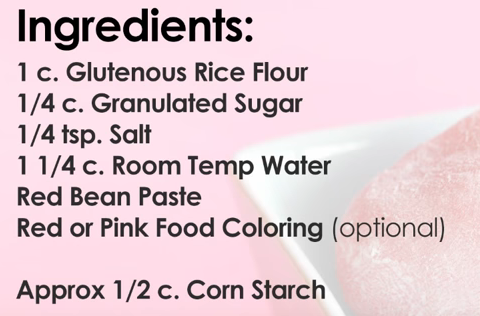 Ingredients:
1 c. Glutenous Rice Flour
1/4 c. Granulated Sugar
1/4 tsp. Salt
1 1/4 c. Room Temp Water
Red Bean Paste
Red or Pink Food Coloring (optional)
Approx 1/2 c. Corn Starch